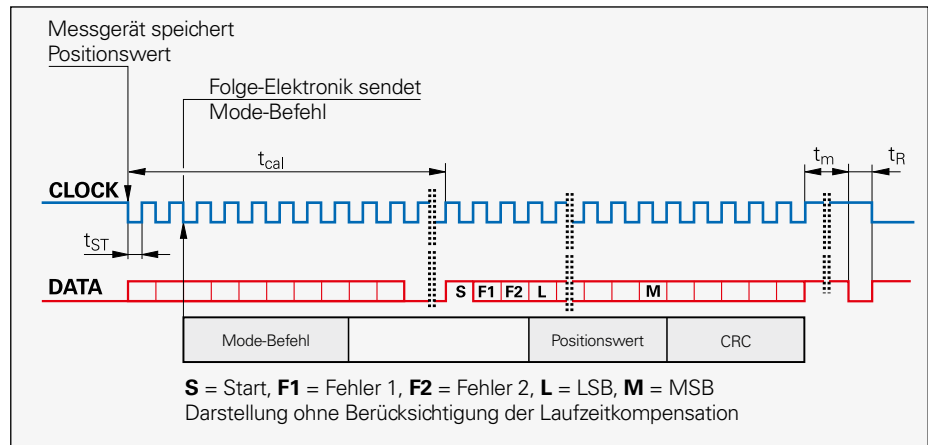 Messgerät speichert
Positionswert
Folge-Elektronik sendet
Mode-Befehl
tcal
tm
tR
CLOCK
tST
DATA
S F1 F2 L M
Mode-Befehl Positionswert CRC
S = Start, F1 = Fehler 1, F2 = Fehler 2, L = LSB, M = MSB
Darstellung ohne Berücksichtigung der Laufzeitkompensation